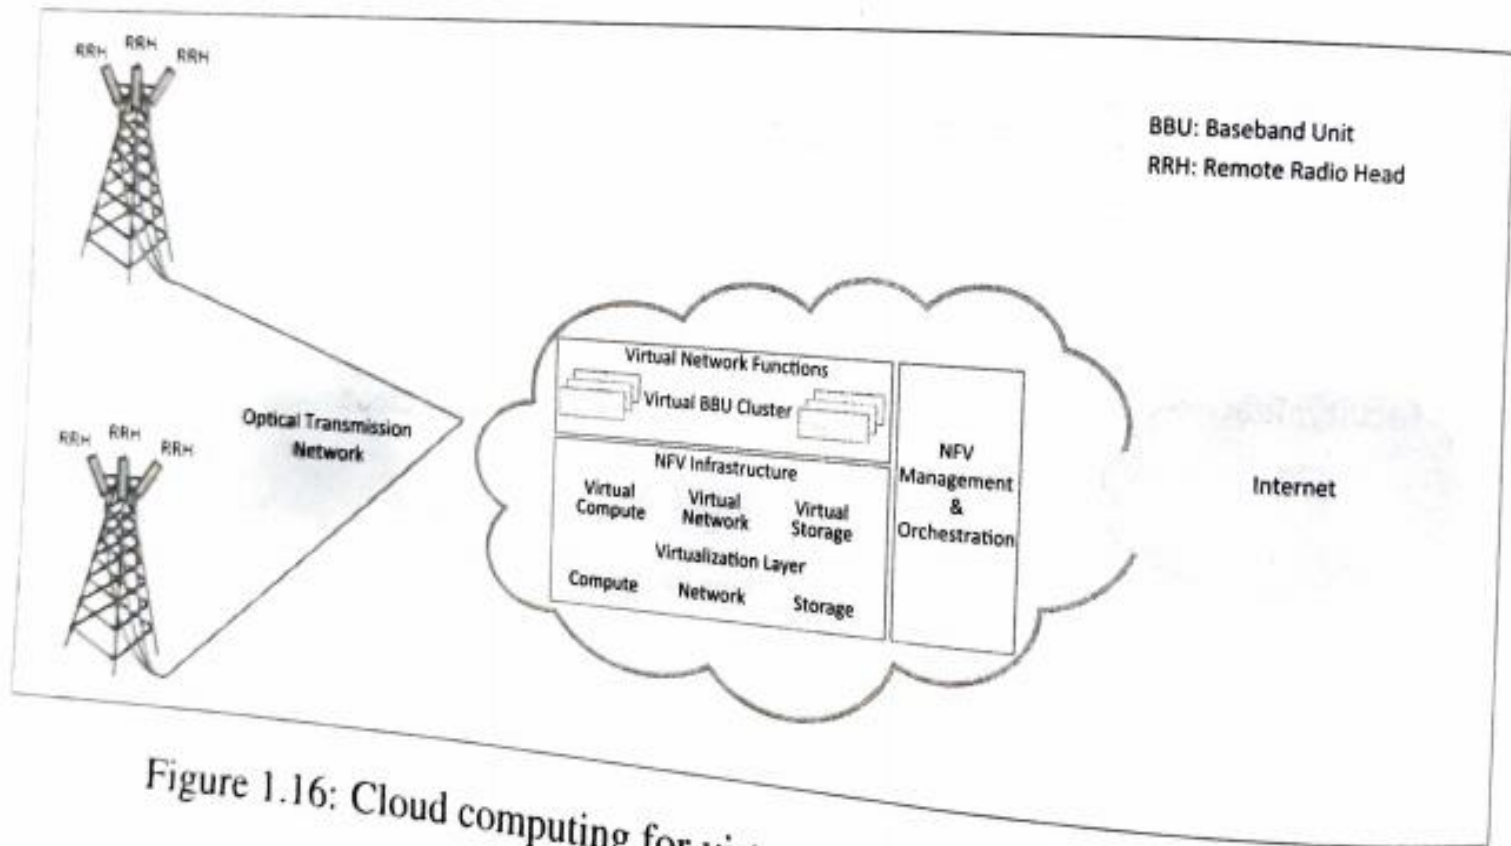 RRH RRH RRH
BBU: Baseband Unit
RRH: Remote Radio Head
Virtual Network Functions
Virtual BBU Cluster
Optical Transmission
Network
RRH RRH RRH
NFV Infrastructure
Virtual
Compute
Virtual
Network
Virtual
Storage
Virtualization Layer
Compute Network Storage
NFV
Management
&
Orchestration
Internet
Figure 1.16: Cloud computing for